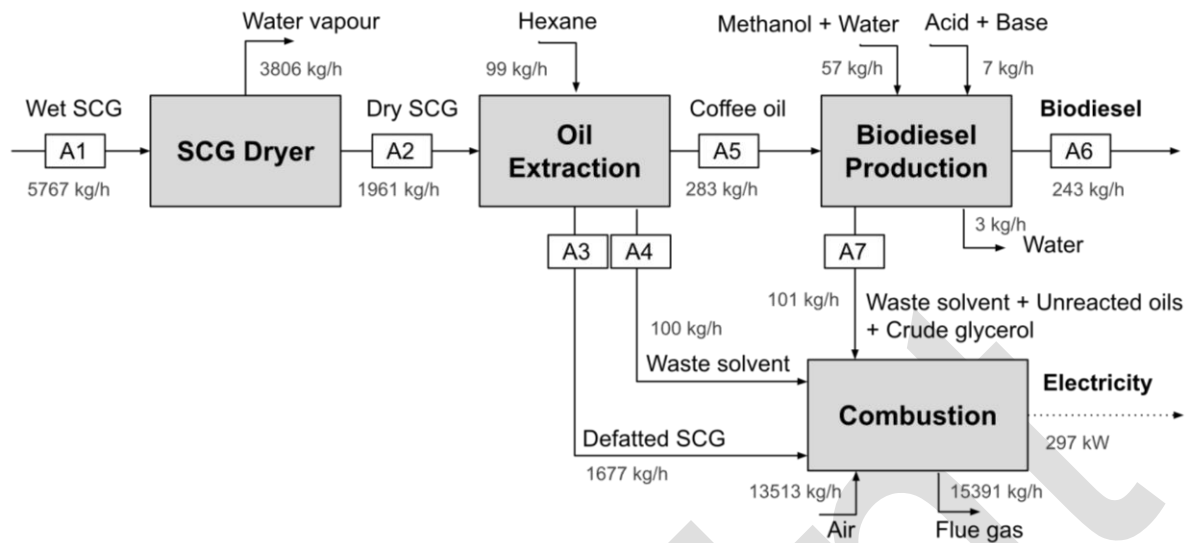 Water vapour
3806 kg/h
Hexane
99 kg/h
Methanol + Water
57 kg/h
Acid + Base
7 kg/h
Wet SCG
A1
5767 kg/h
SCG Dryer
Dry SCG
A2
1961 kg/h
Oil
Extraction
Coffee oil
A5
283 kg/h
Biodiesel
Production
Biodiesel
A6
243 kg/h
3 kg/h
Water
A3
A4
A7
101 kg/h
Waste solvent + Unreacted oils
+ Crude glycerol
100 kg/h
Waste solvent
Defatted SCG
1677 kg/h
Combustion
Electricity
297 kW
13513 kg/h
Air
15391 kg/h
Flue gas